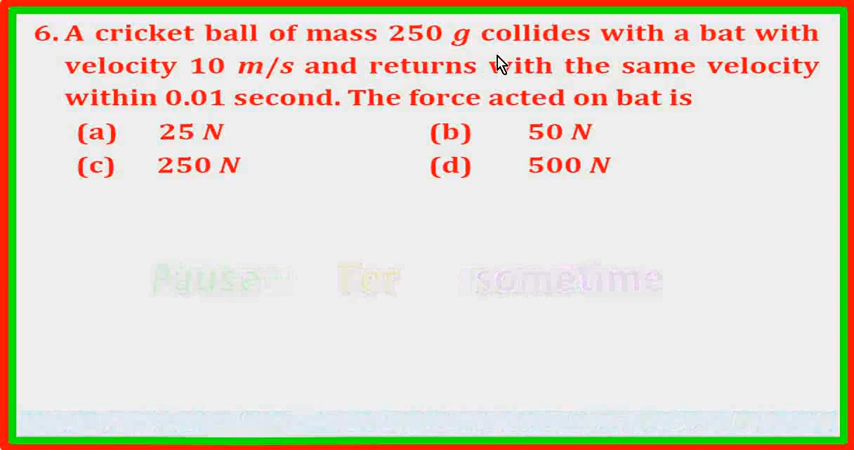 6. A cricket ball of mass 250 g collides with a bat with
velocity 10 m/s and returns with the same velocity
within 0.01 second. The force acted on bat is
(a) 25 N (b) 50 N
(c) 250 N (d) 500 N
Pause For sometime